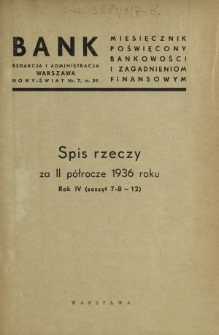 BANK
REDAKCJA I ADMINISTRACJA
WARSZAWA
NOWY-ŚWIAT Nr. 7, m. 29.
MIESIĘCZNIK
POŚWIĘCONY
BANKOWOŚCI
I ZAGADNIENIOM
FINANSOWYM
Spis rzeczy
za II półrocze 1936 roku
Rok IV (zeszyt 7-8 – 12)
WARSZAWA